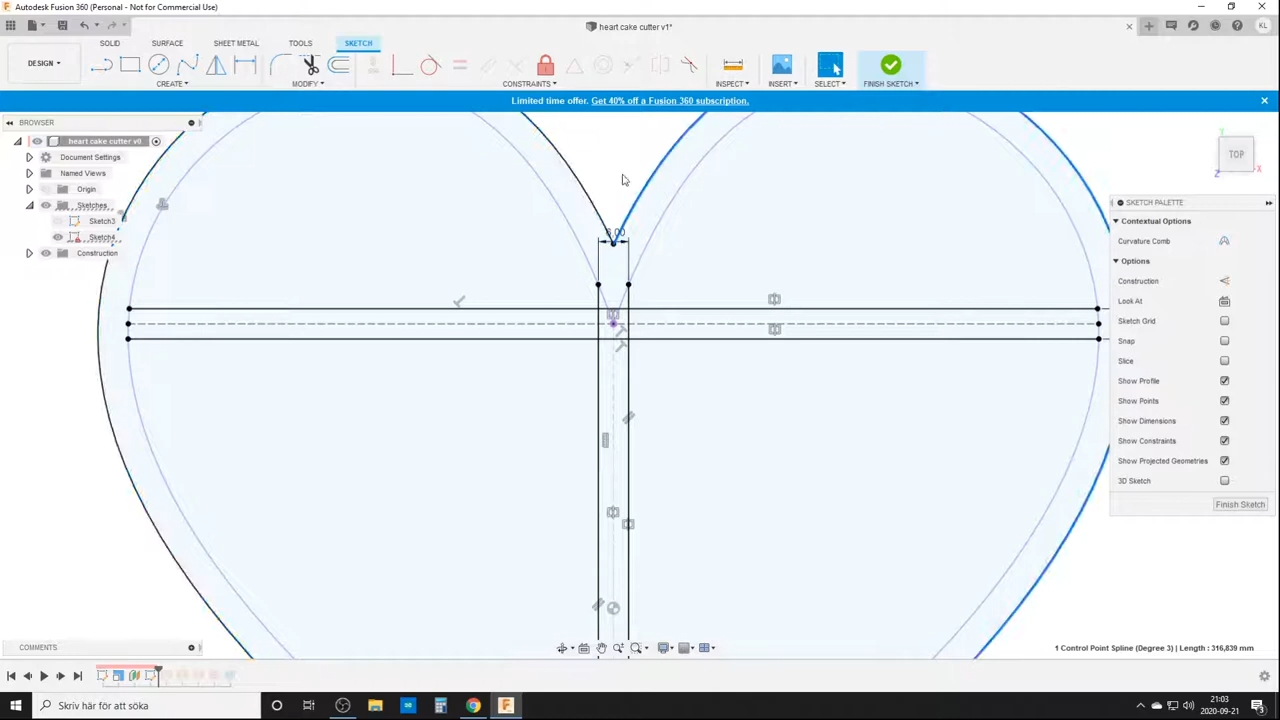 Autodesk Fusion 360 (Personal - Not for Commercial Use)
heart cake cutter v1*
KL
DESIGN
SOLID SURFACE SHEET METAL TOOLS SKETCH
CREATE MODIFY CONSTRAINTS INSPECT INSERT SELECT FINISH SKETCH
Limited time offer. Get 40% off a Fusion 360 subscription.
BROWSER
heart cake cutter v0
Document Settings
Named Views
Origin
Sketches
Sketch3
Sketch4
Construction
6.00
TOP
Y
X
Z
SKETCH PALETTE
Contextual Options
Curvature Comb
Options
Construction
Look At
Sketch Grid
Snap
Slice
Show Profile
Show Points
Show Dimensions
Show Constraints
Show Projected Geometries
3D Sketch
Finish Sketch
COMMENTS
1 Control Point Spline (Degree 3) | Length : 316,839 mm
Skriv här för att söka
21:03
2020-09-21
3